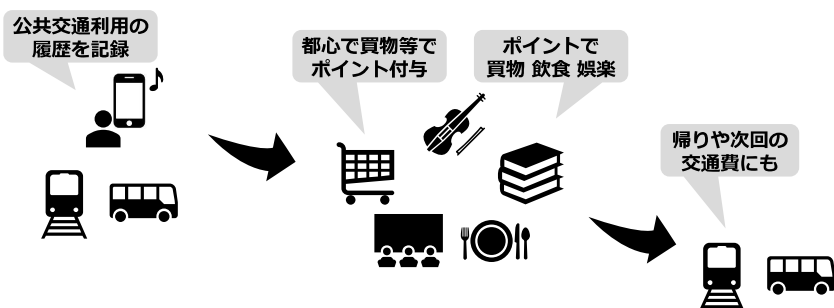 公共交通利用の
履歴を記録
都心で買物等で
ポイント付与
ポイントで
買物 飲食 娯楽
帰りや次回の
交通費にも